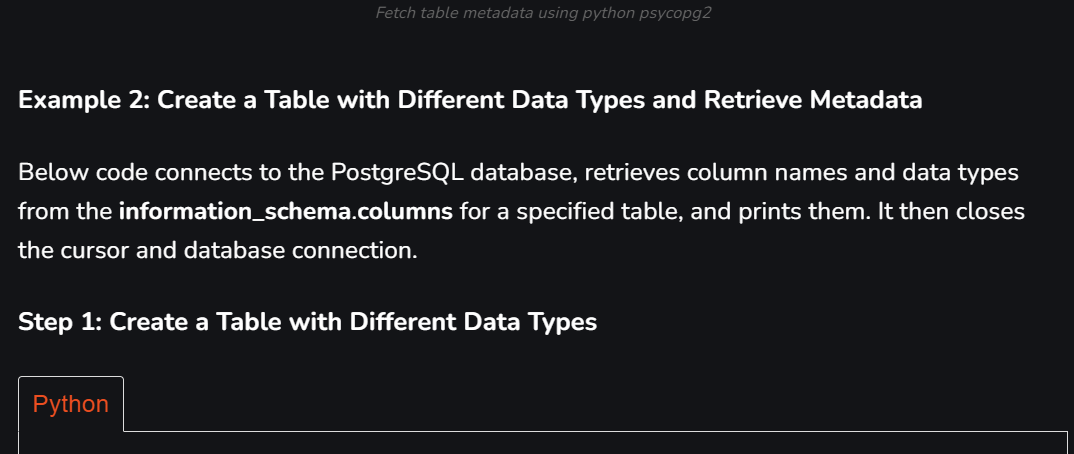 Fetch table metadata using python psycopg2
Example 2: Create a Table with Different Data Types and Retrieve Metadata
Below code connects to the PostgreSQL database, retrieves column names and data types
from the information_schema.columns for a specified table, and prints them. It then closes
the cursor and database connection.
Step 1: Create a Table with Different Data Types
Python